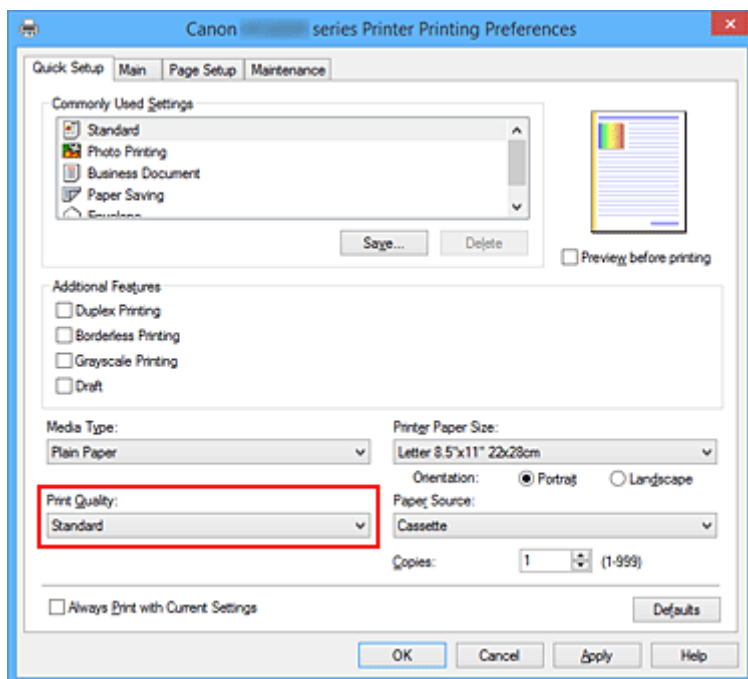 Canon series Printer Printing Preferences
Quick Setup Main Page Setup Maintenance
Commonly Used Settings
Standard
Photo Printing
Business Document
Paper Saving
Envelope
Save... Delete
Preview before printing
Additional Features
Duplex Printing
Borderless Printing
Grayscale Printing
Draft
Media Type:
Plain Paper
Printer Paper Size:
Letter 8.5"x11" 22x28cm
Orientation: Portrait Landscape
Print Quality:
Standard
Paper Source:
Cassette
Copies: 1 (1-999)
Always Print with Current Settings
Defaults
OK Cancel Apply Help